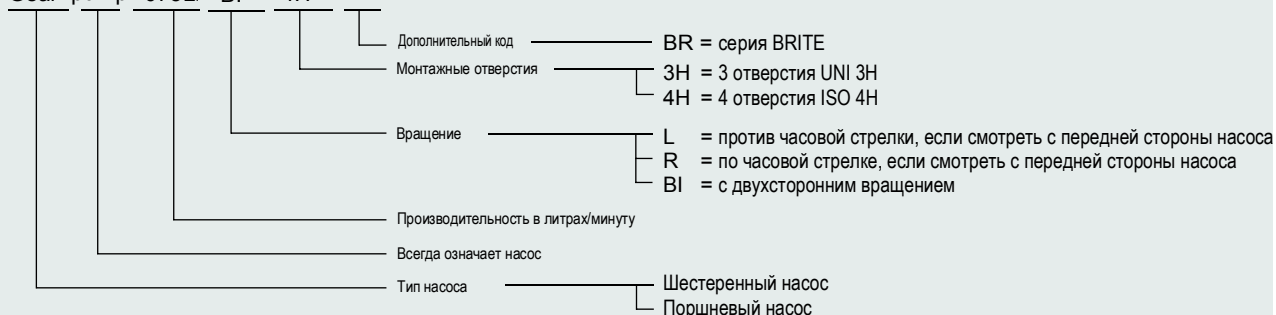 Дополнительный код BR = серия BRITE
Монтажные отверстия 3H = 3 отверстия UNI 3H
4H = 4 отверстия ISO 4H
Вращение L = против часовой стрелки, если смотреть с передней стороны насоса
R = по часовой стрелке, если смотреть с передней стороны насоса
BI = с двухсторонним вращением
Производительность в литрах/минуту
Всегда означает насос
Тип насоса Шестеренный насос
Поршневый насос